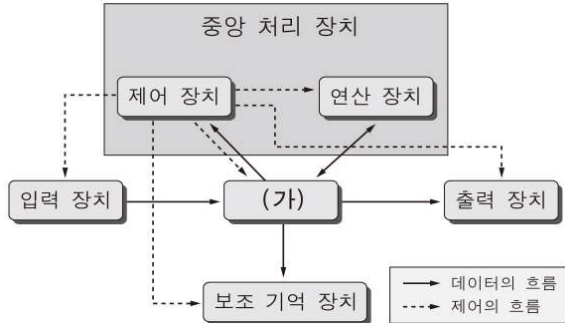 중앙 처리 장치
제어 장치
연산 장치
입력 장치
(가)
출력 장치
보조 기억 장치
데이터의 흐름
제어의 흐름